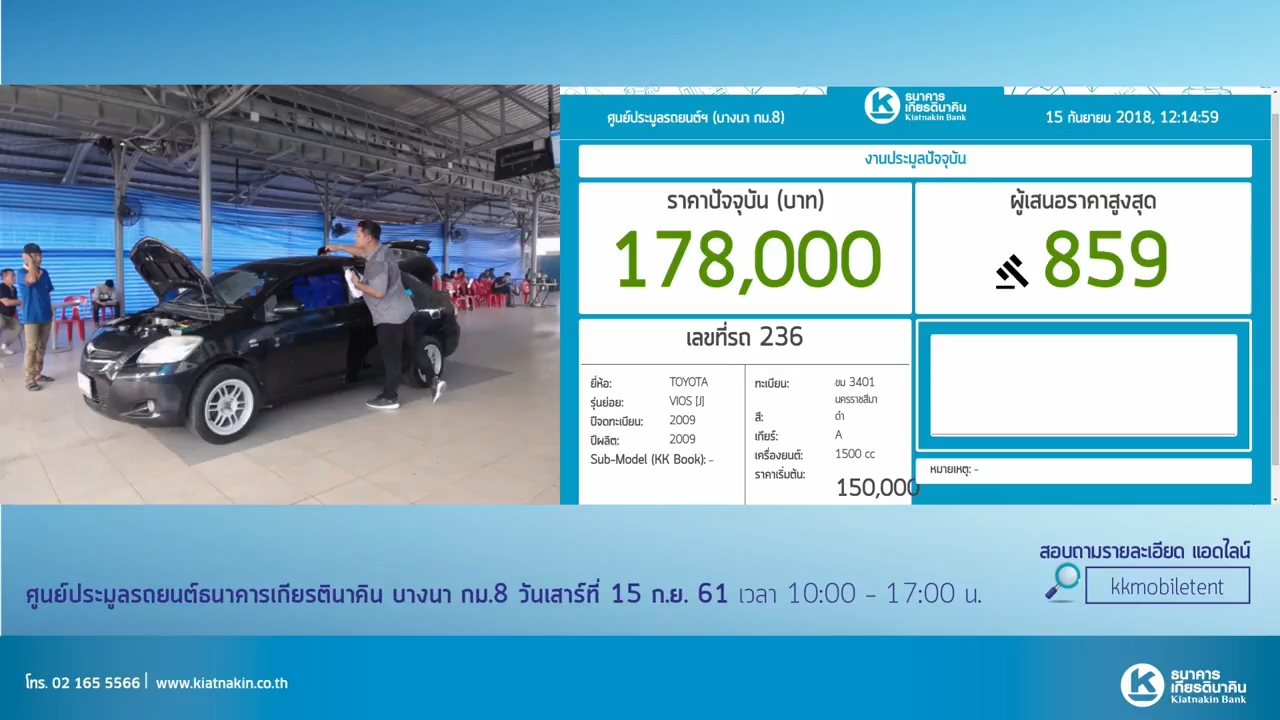 ศูนย์ประมูลรถยนต์ฯ (บางนา กม.8)
ธนาคาร
เกียรตินาคิน
Kiatnakin Bank
15 กันยายน 2018, 12:14:59
งานประมูลปัจจุบัน
ราคาปัจจุบัน (บาท)
178,000
ผู้เสนอราคาสูงสุด
859
เลขที่รถ 236
ยี่ห้อ: TOYOTA
รุ่นย่อย: VIOS [J]
ปีจดทะเบียน: 2009
ปีผลิต: 2009
Sub-Model (KK Book): -
ทะเบียน: ขม 3401
นครราชสีมา
สี: ดำ
เกียร์: A
เครื่องยนต์: 1500 cc
ราคาเริ่มต้น: 150,000
หมายเหตุ: -
สอบถามรายละเอียด แอดไลน์
kkmobiletent
ศูนย์ประมูลรถยนต์ธนาคารเกียรตินาคิน บางนา กม.8 วันเสาร์ที่ 15 ก.ย. 61 เวลา 10:00 - 17:00 น.
โทร. 02 165 5566 | www.kiatnakin.co.th
ธนาคาร
เกียรตินาคิน
Kiatnakin Bank